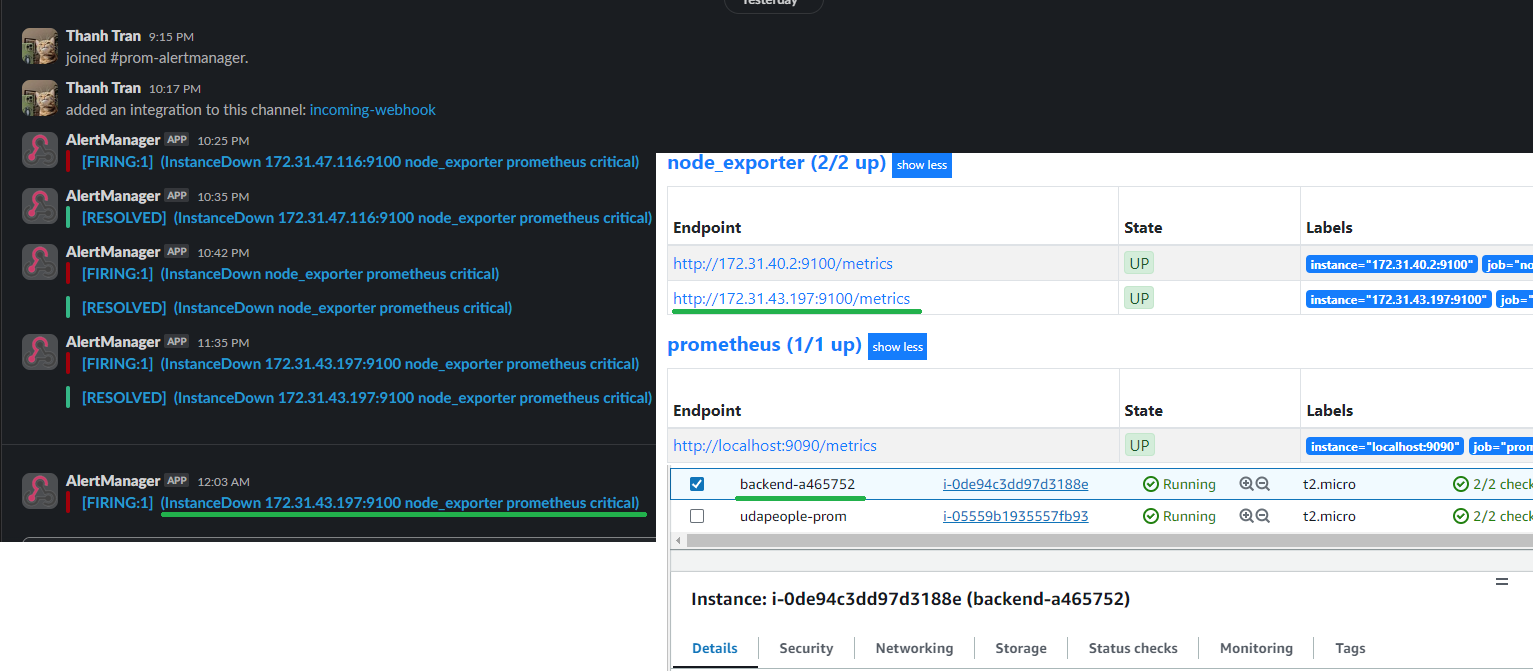 Yesterday
Thanh Tran 9:15 PM
joined #prom-alertmanager.
Thanh Tran 10:17 PM
added an integration to this channel: incoming-webhook
AlertManager APP 10:25 PM
[FIRING:1] (InstanceDown 172.31.47.116:9100 node_exporter prometheus critical)
AlertManager APP 10:35 PM
[RESOLVED] (InstanceDown 172.31.47.116:9100 node_exporter prometheus critical)
AlertManager APP 10:42 PM
[FIRING:1] (InstanceDown node_exporter prometheus critical)
[RESOLVED] (InstanceDown node_exporter prometheus critical)
AlertManager APP 11:35 PM
[FIRING:1] (InstanceDown 172.31.43.197:9100 node_exporter prometheus critical)
[RESOLVED] (InstanceDown 172.31.43.197:9100 node_exporter prometheus critical)
AlertManager APP 12:03 AM
[FIRING:1] (InstanceDown 172.31.43.197:9100 node_exporter prometheus critical)
node_exporter (2/2 up) show less
Endpoint State Labels
http://172.31.40.2:9100/metrics UP instance="172.31.40.2:9100" job="no
http://172.31.43.197:9100/metrics UP instance="172.31.43.197:9100" job="
prometheus (1/1 up) show less
Endpoint State Labels
http://localhost:9090/metrics UP instance="localhost:9090" job="prom
backend-a465752 i-0de94c3dd97d3188e Running t2.micro 2/2 check
udapeople-prom i-05559b1935557fb93 Running t2.micro 2/2 check
Instance: i-0de94c3dd97d3188e (backend-a465752)
Details Security Networking Storage Status checks Monitoring Tags